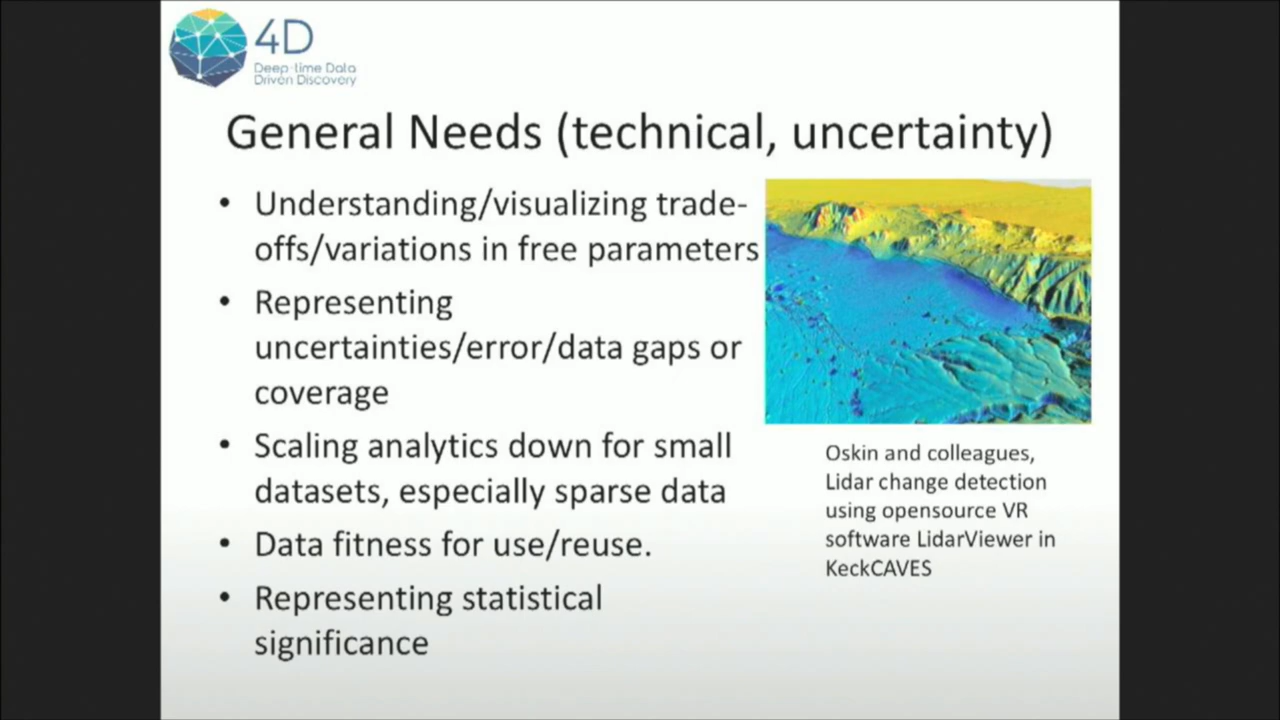 4D
Deep-time Data
Driven Discovery
General Needs (technical, uncertainty)
• Understanding/visualizing trade-
offs/variations in free parameters
• Representing
uncertainties/error/data gaps or
coverage
• Scaling analytics down for small
datasets, especially sparse data
• Data fitness for use/reuse.
• Representing statistical
significance
Oskin and colleagues,
Lidar change detection
using opensource VR
software LidarViewer in
KeckCAVES